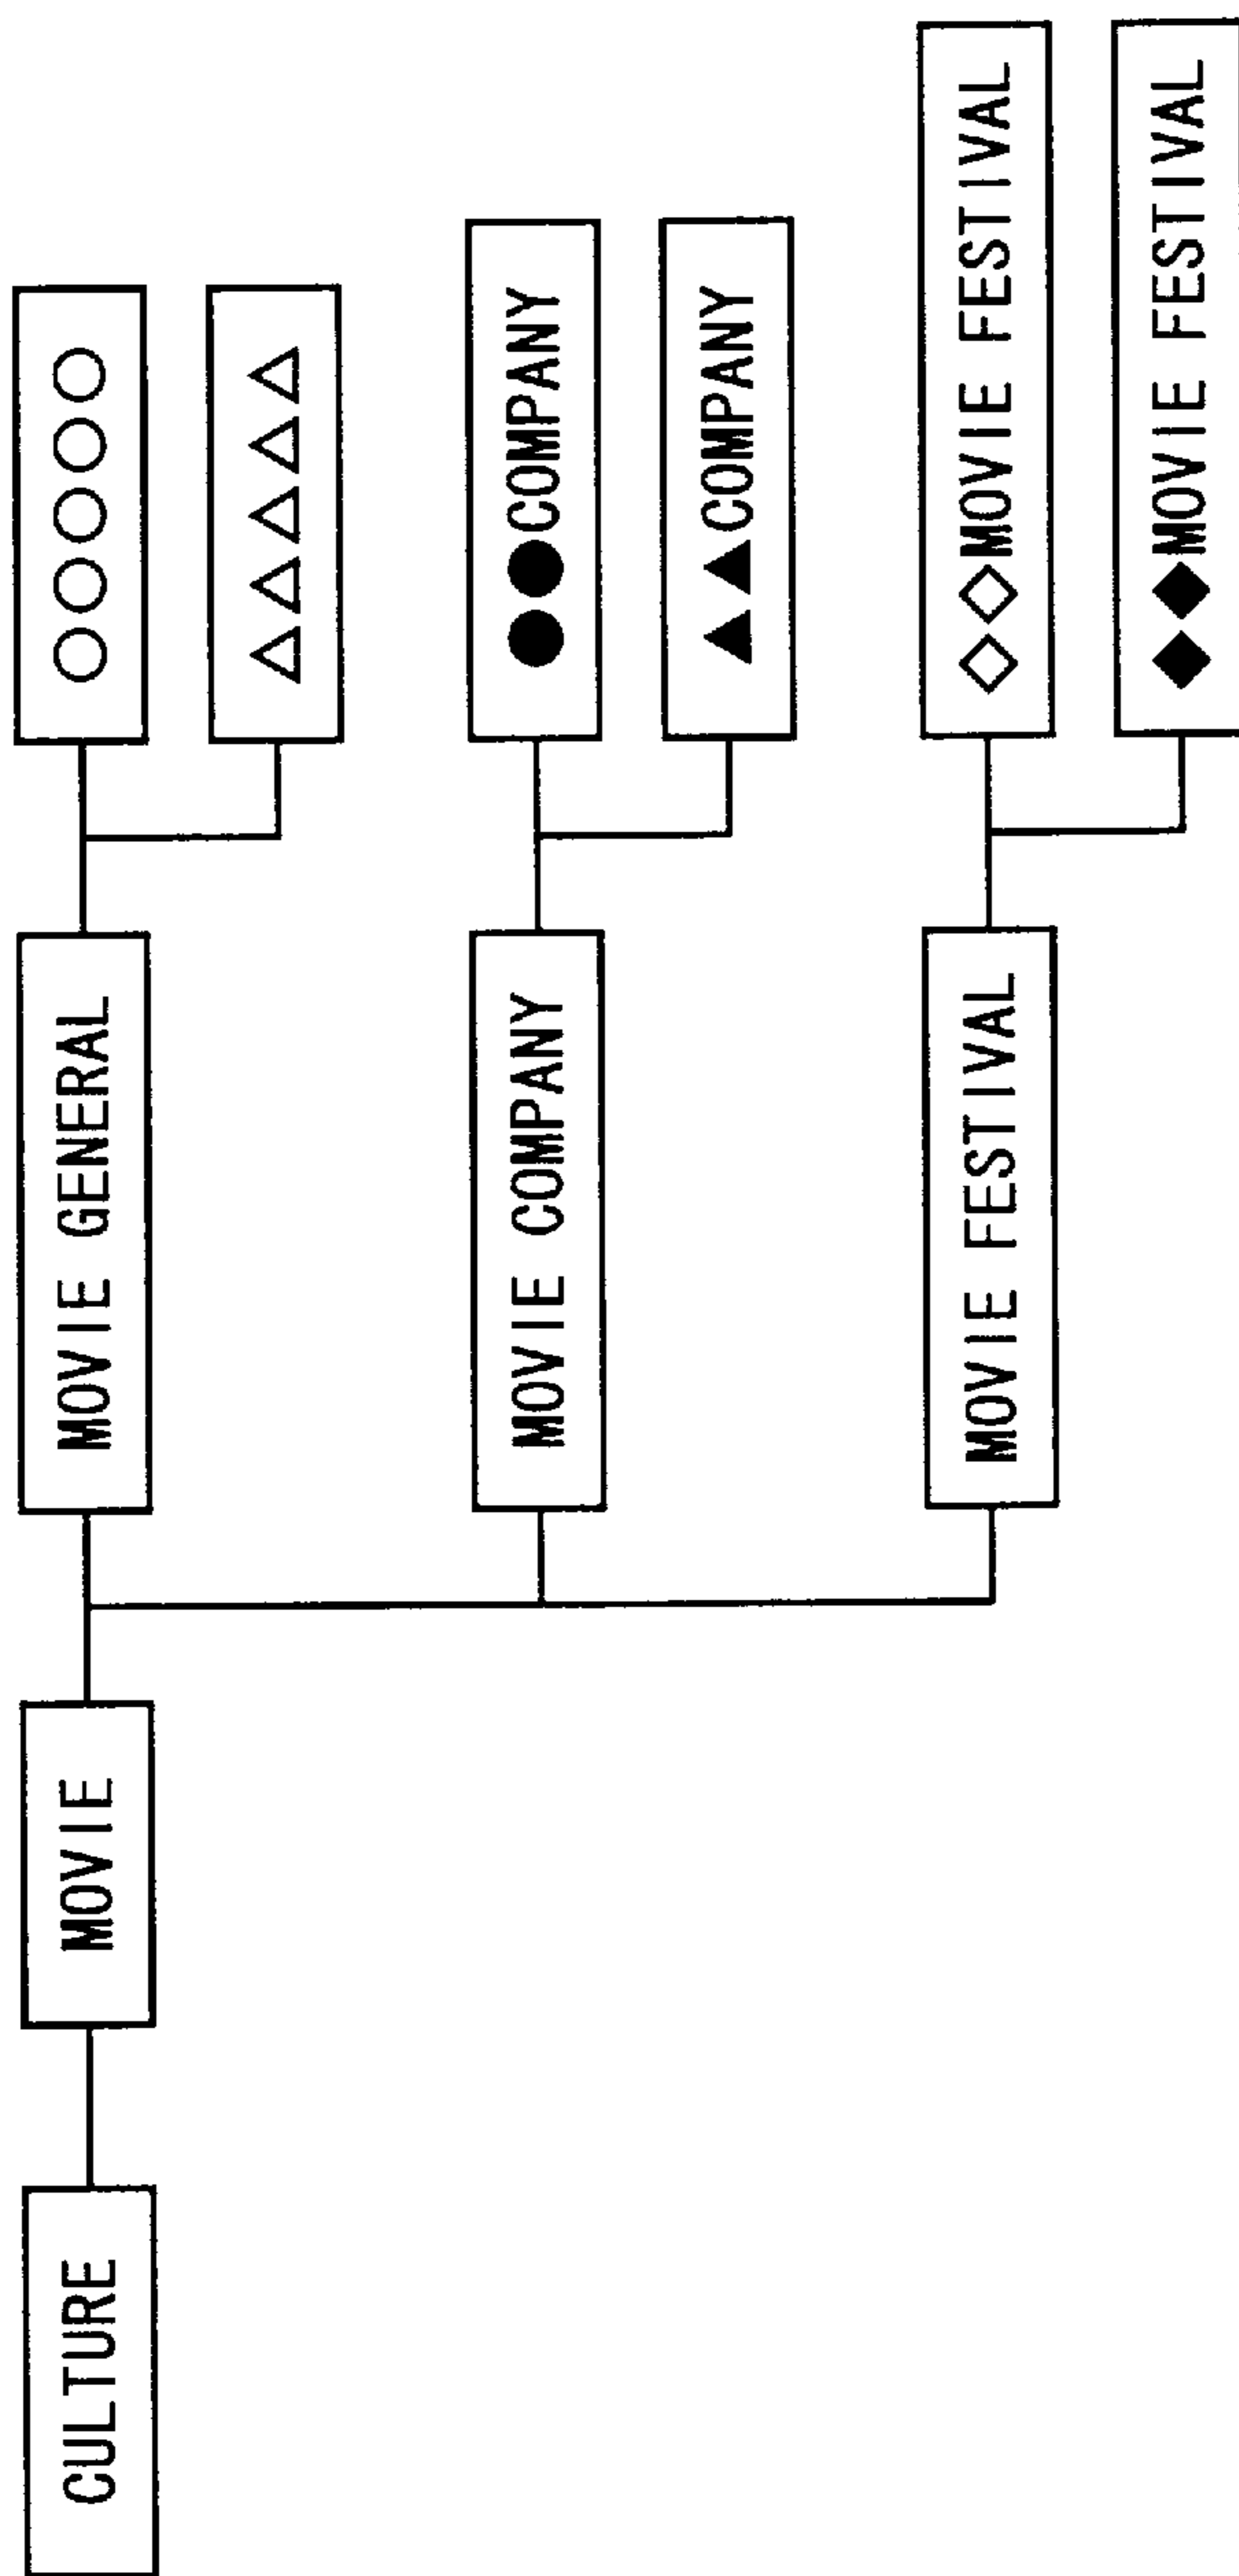 CULTURE
MOVIE
MOVIE GENERAL
○○○○○
△△△△△
MOVIE COMPANY
●●COMPANY
▲▲COMPANY
MOVIE FESTIVAL
◇◇MOVIE FESTIVAL
◆◆MOVIE FESTIVAL